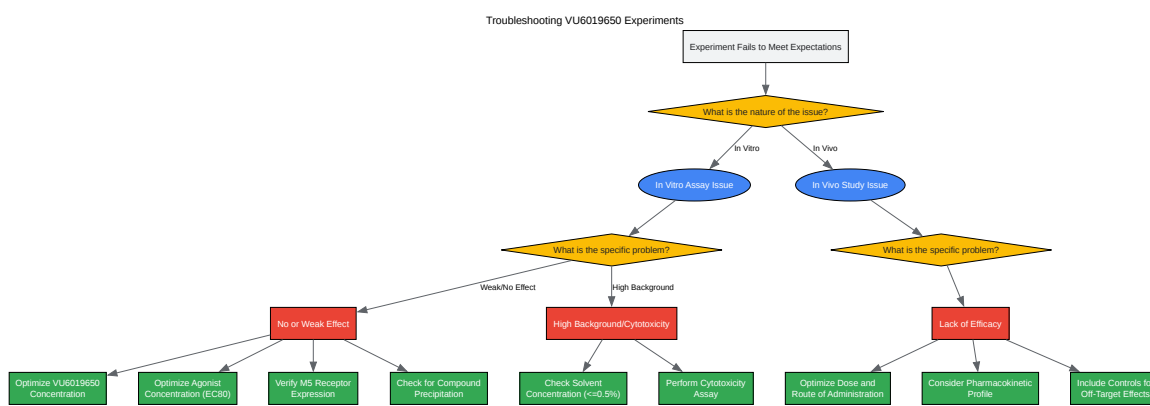 Troubleshooting VU6019650 Experiments
Experiment Fails to Meet Expectations
What is the nature of the issue?
In Vitro
In Vivo
In Vitro Assay Issue
In Vivo Study Issue
What is the specific problem?
What is the specific problem?
Weak/No Effect
High Background
No or Weak Effect
High Background/Cytotoxicity
Lack of Efficacy
Optimize VU6019650
Concentration
Optimize Agonist
Concentration (EC80)
Verify M5 Receptor
Expression
Check for Compound
Precipitation
Check Solvent
Concentration (<=0.5%)
Perform Cytotoxicity
Assay
Optimize Dose and
Route of Administration
Consider Pharmacokinetic
Profile
Include Controls
Off-Target Effects